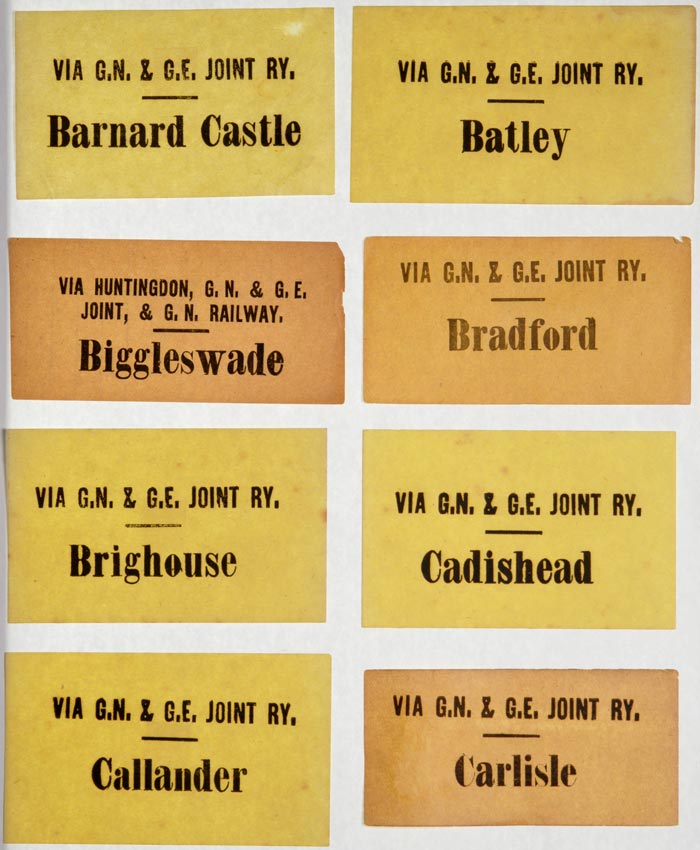 VIA G.N. & G.E. JOINT RY.
Barnard Castle
VIA G.N. & G.E. JOINT RY.
Batley
VIA HUNTINGDON, G. N. & G. E.
JOINT, & G. N. RAILWAY.
Biggleswade
VIA G.N. & G.E. JOINT RY.
Bradford
VIA G.N. & G.E. JOINT RY.
Brighouse
VIA G.N. & G.E. JOINT RY.
Cadishead
VIA G.N. & G.E. JOINT RY.
Callander
VIA G.N. & G.E. JOINT RY.
Carlisle